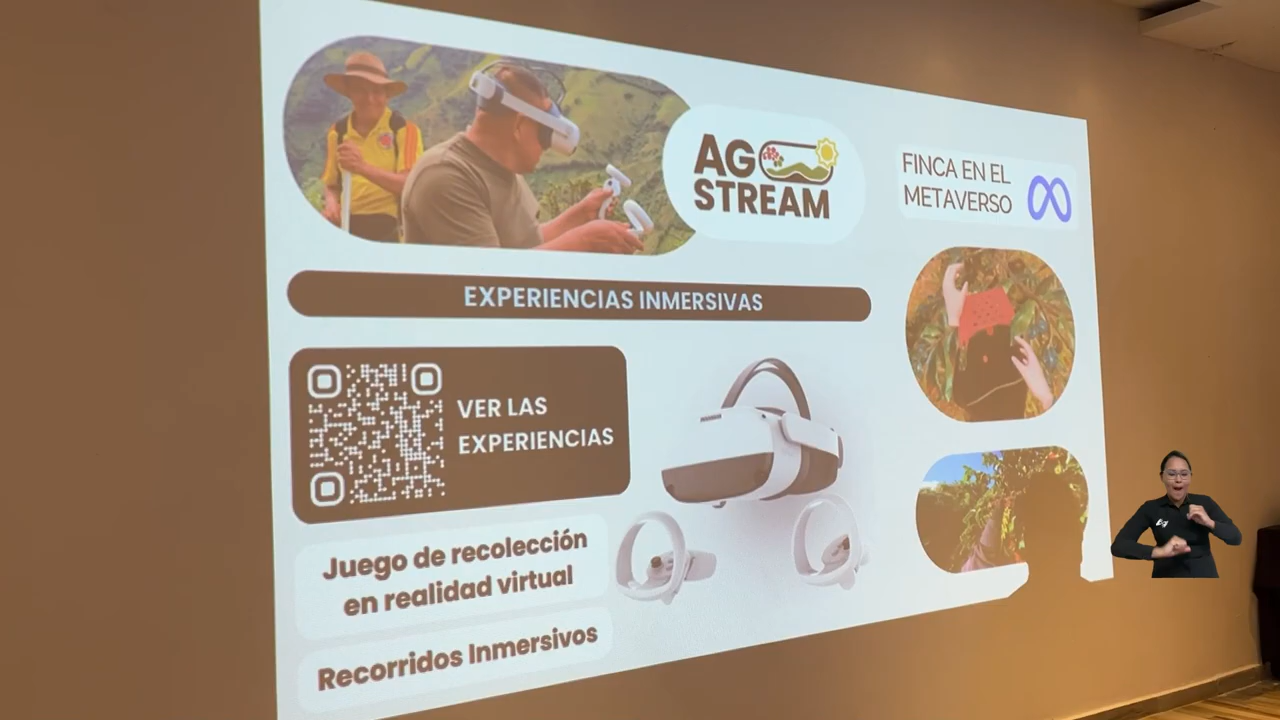 AG
STREAM
FINCA EN EL
METAVERSO
EXPERIENCIAS INMERSIVAS
VER LAS
EXPERIENCIAS
Juego de recolección
en realidad virtual
Recorridos Inmersivos